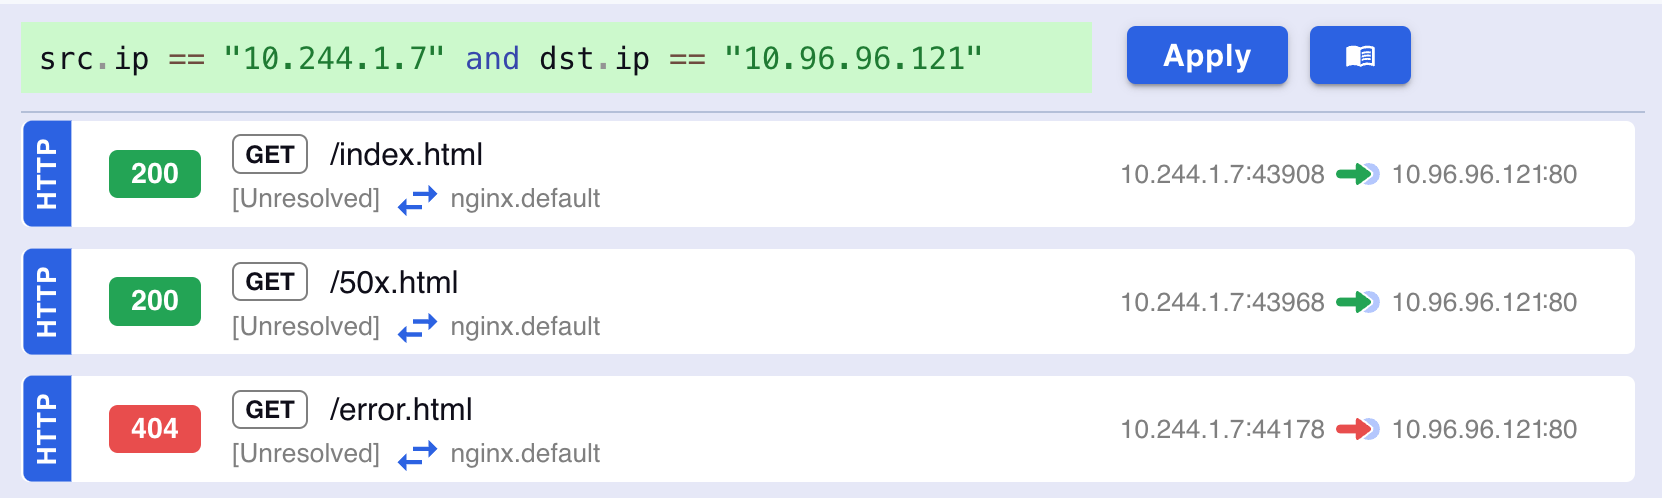 src.ip == "10.244.1.7" and dst.ip == "10.96.96.121"
Apply
HTTP
200
GET /index.html
[Unresolved] nginx.default
10.244.1.7:43908 10.96.96.121:80
HTTP
200
GET /50x.html
[Unresolved] nginx.default
10.244.1.7:43968 10.96.96.121:80
HTTP
404
GET /error.html
[Unresolved] nginx.default
10.244.1.7:44178 10.96.96.121:80